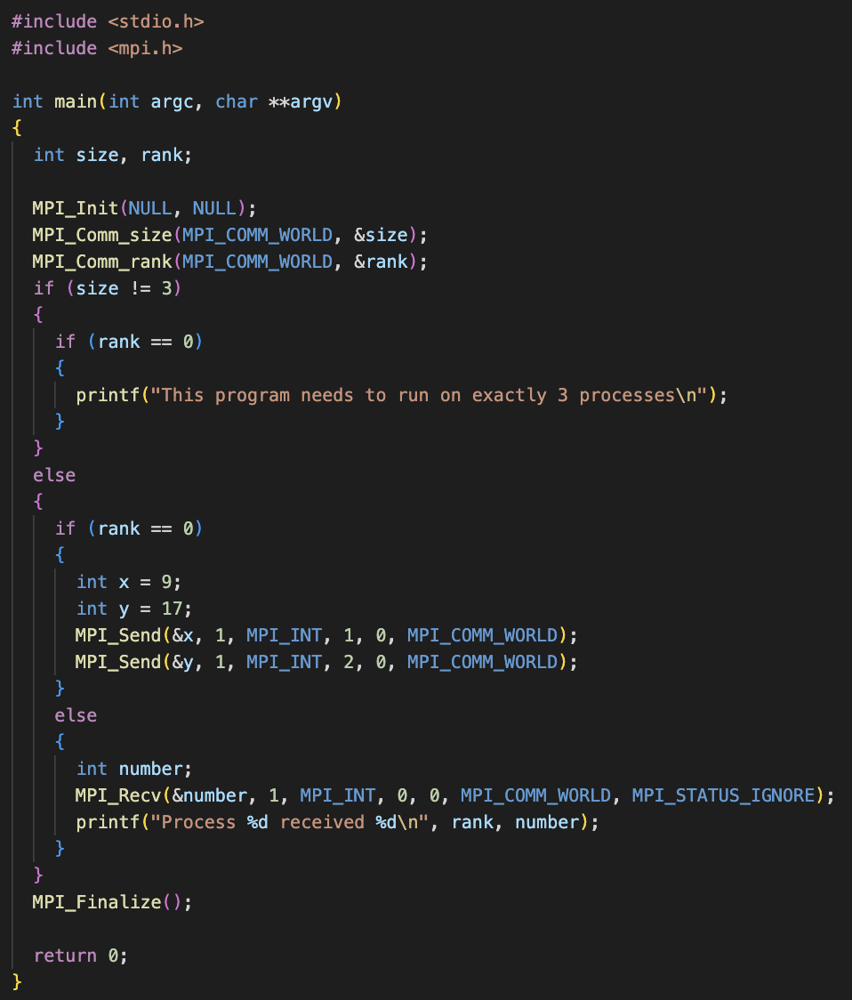 #include <stdio.h>
#include <mpi.h>
int main(int argc, char **argv)
{
int size, rank;
MPI_Init(NULL, NULL);
MPI_Comm_size(MPI_COMM_WORLD, &size);
MPI_Comm_rank(MPI_COMM_WORLD, &rank);
if (size != 3)
{
if (rank == 0)
{
printf("This program needs to run on exactly 3 processes\n");
}
}
else
{
if (rank == 0)
{
int x = 9;
int y = 17;
MPI_Send(&x, 1, MPI_INT, 1, 0, MPI_COMM_WORLD);
MPI_Send(&y, 1, MPI_INT, 2, 0, MPI_COMM_WORLD);
}
else
{
int number;
MPI_Recv(&number, 1, MPI_INT, 0, 0, MPI_COMM_WORLD, MPI_STATUS_IGNORE);
printf("Process %d received %d\n", rank, number);
}
}
MPI_Finalize();
return 0;
}